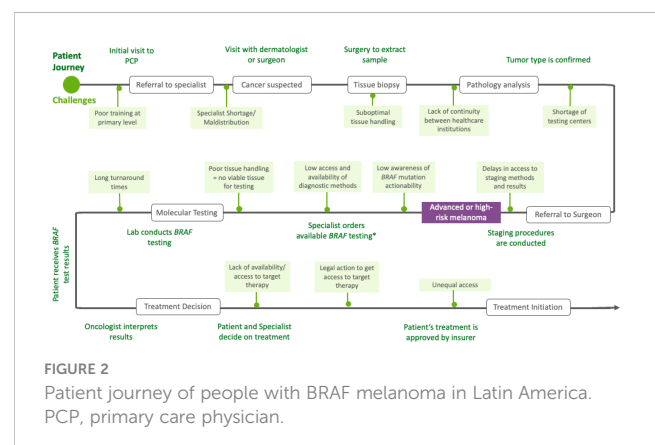 Patient
Journey
Initial visit to
PCP
Visit with dermatologist
or surgeon
Surgery to extract
sample
Tumor type is confirmed
Referral to specialist
Cancer suspected
Tissue biopsy
Pathology analysis
Challenges
Poor training at
primary level
Specialist Shortage/
Maldistribution
Suboptimal
tissue handling
Lack of continuity
between healthcare
institutions
Shortage of
testing centers
Long turnaround
times
Poor tissue handling
= no viable tissue
for testing
Low access and
availability of
diagnostic methods
Low awareness of
BRAF mutation
actionability
Delays in access to
staging methods
and results
Molecular Testing
Advanced or high-
risk melanoma
Referral to Surgeon
Lab conducts BRAF
testing
Specialist orders
available BRAF testing*
Staging procedures
are conducted
Patient receives BRAF
test results
Lack of availability/
access to target
therapy
Legal action to get
access to target
therapy
Unequal access
Treatment Decision
Treatment Initiation
Oncologist interprets
results
Patient and Specialist
decide on treatment
Patient's treatment is
approved by insurer
FIGURE 2
Patient journey of people with BRAF melanoma in Latin America.
PCP, primary care physician.